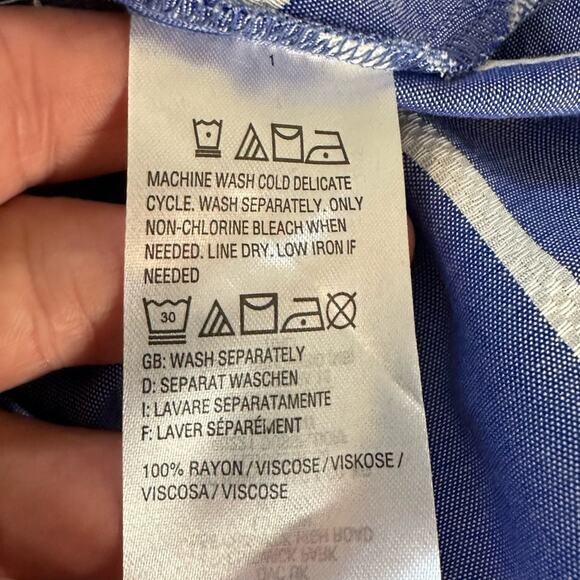 1
MACHINE WASH COLD DELICATE
CYCLE. WASH SEPARATELY. ONLY
NON-CHLORINE BLEACH WHEN
NEEDED. LINE DRY. LOW IRON IF
NEEDED
30
GB: WASH SEPARATELY
D: SEPARAT WASCHEN
I: LAVARE SEPARATAMENTE
F: LAVER SÉPARÉMENT
100% RAYON / VISCOSE / VISKOSE /
VISCOSA / VISCOSE